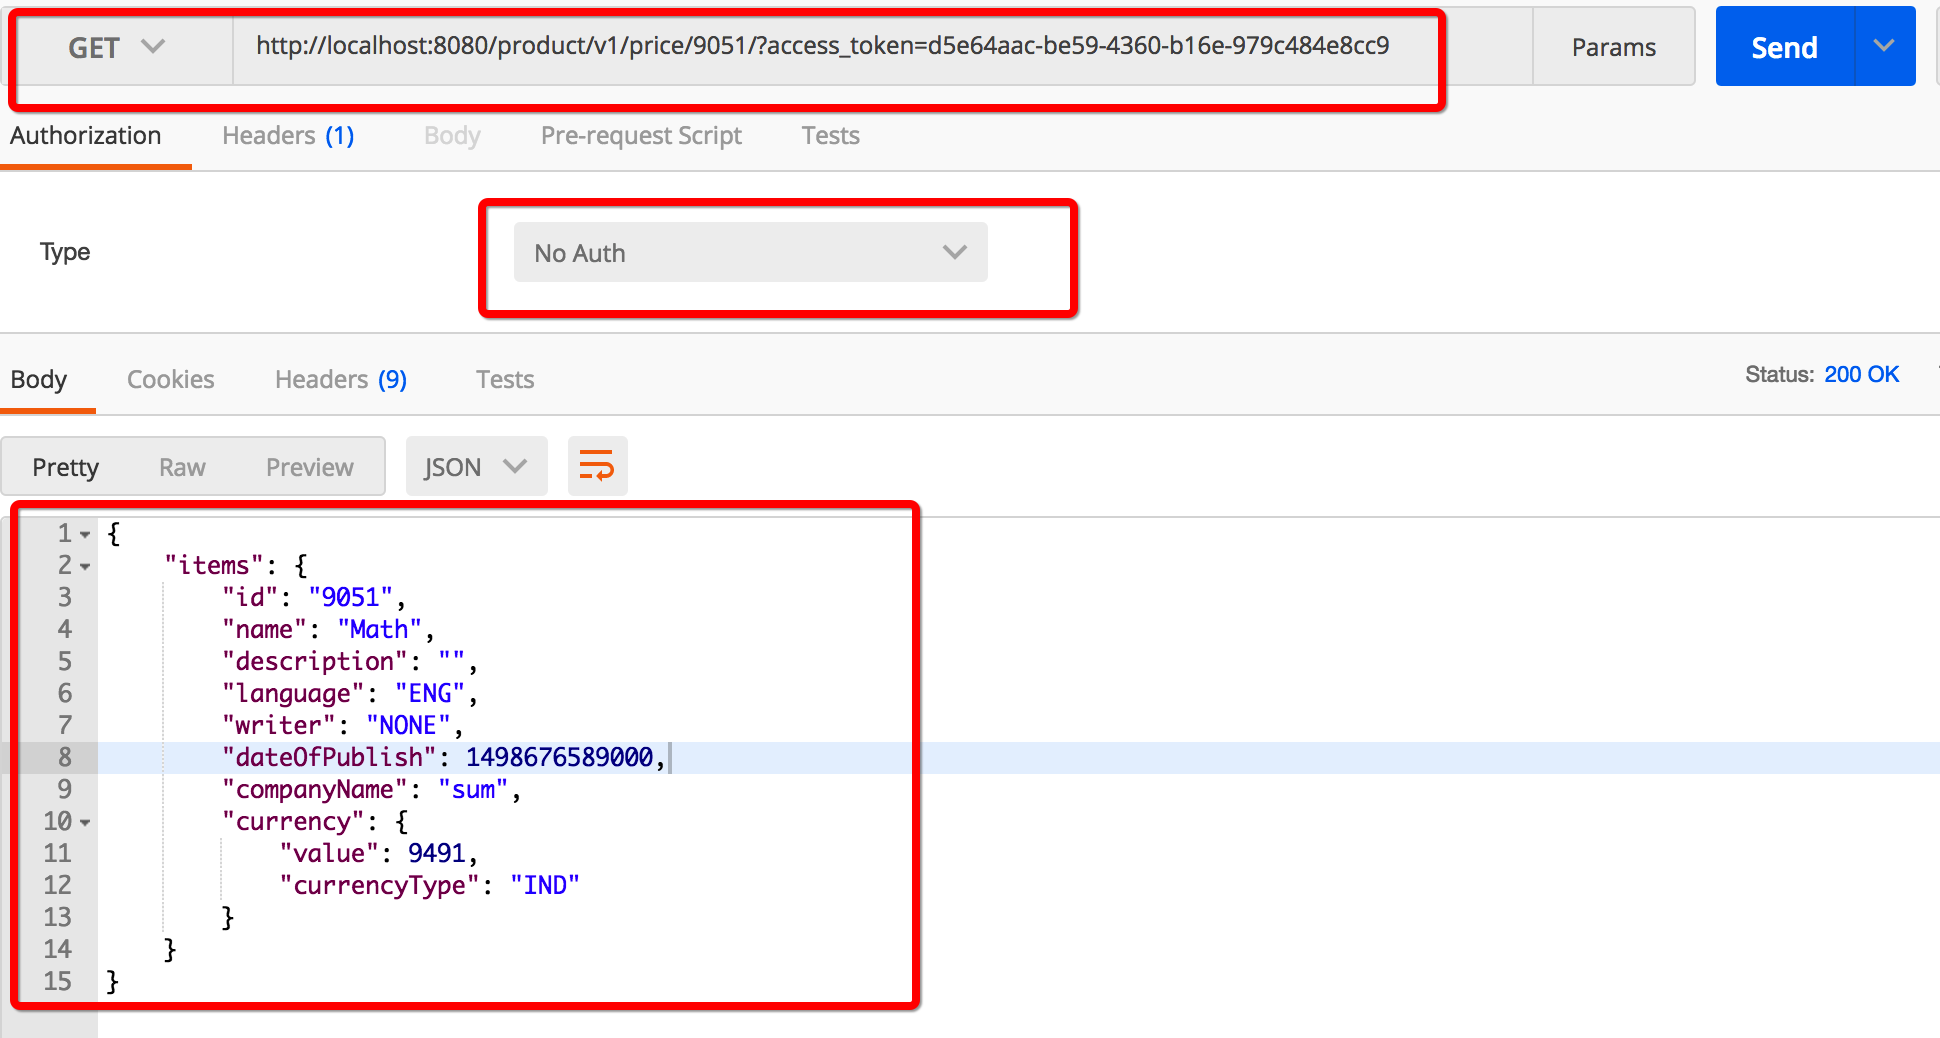 GET http://localhost:8080/product/v1/price/9051/?access_token=d5e64aac-be59-4360-b16e-979c484e8cc9 Params Send
Authorization Headers (1) Body Pre-request Script Tests
Type No Auth
Body Cookies Headers (9) Tests Status: 200 OK
Pretty Raw Preview JSON
1 {
2 "items": {
3 "id": "9051",
4 "name": "Math",
5 "description": "",
6 "language": "ENG",
7 "writer": "NONE",
8 "dateOfPublish": 1498676589000,
9 "companyName": "sum",
10 "currency": {
11 "value": 9491,
12 "currencyType": "IND"
13 }
14 }
15 }